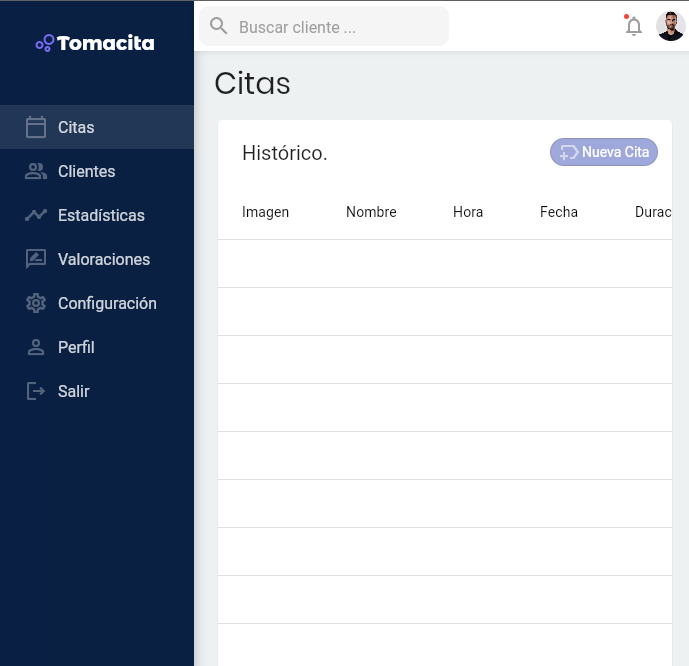 Tomacita
Buscar cliente ...
Citas
Citas
Clientes
Estadísticas
Valoraciones
Configuración
Perfil
Salir
Histórico.
Nueva Cita
Imagen Nombre Hora Fecha Durac